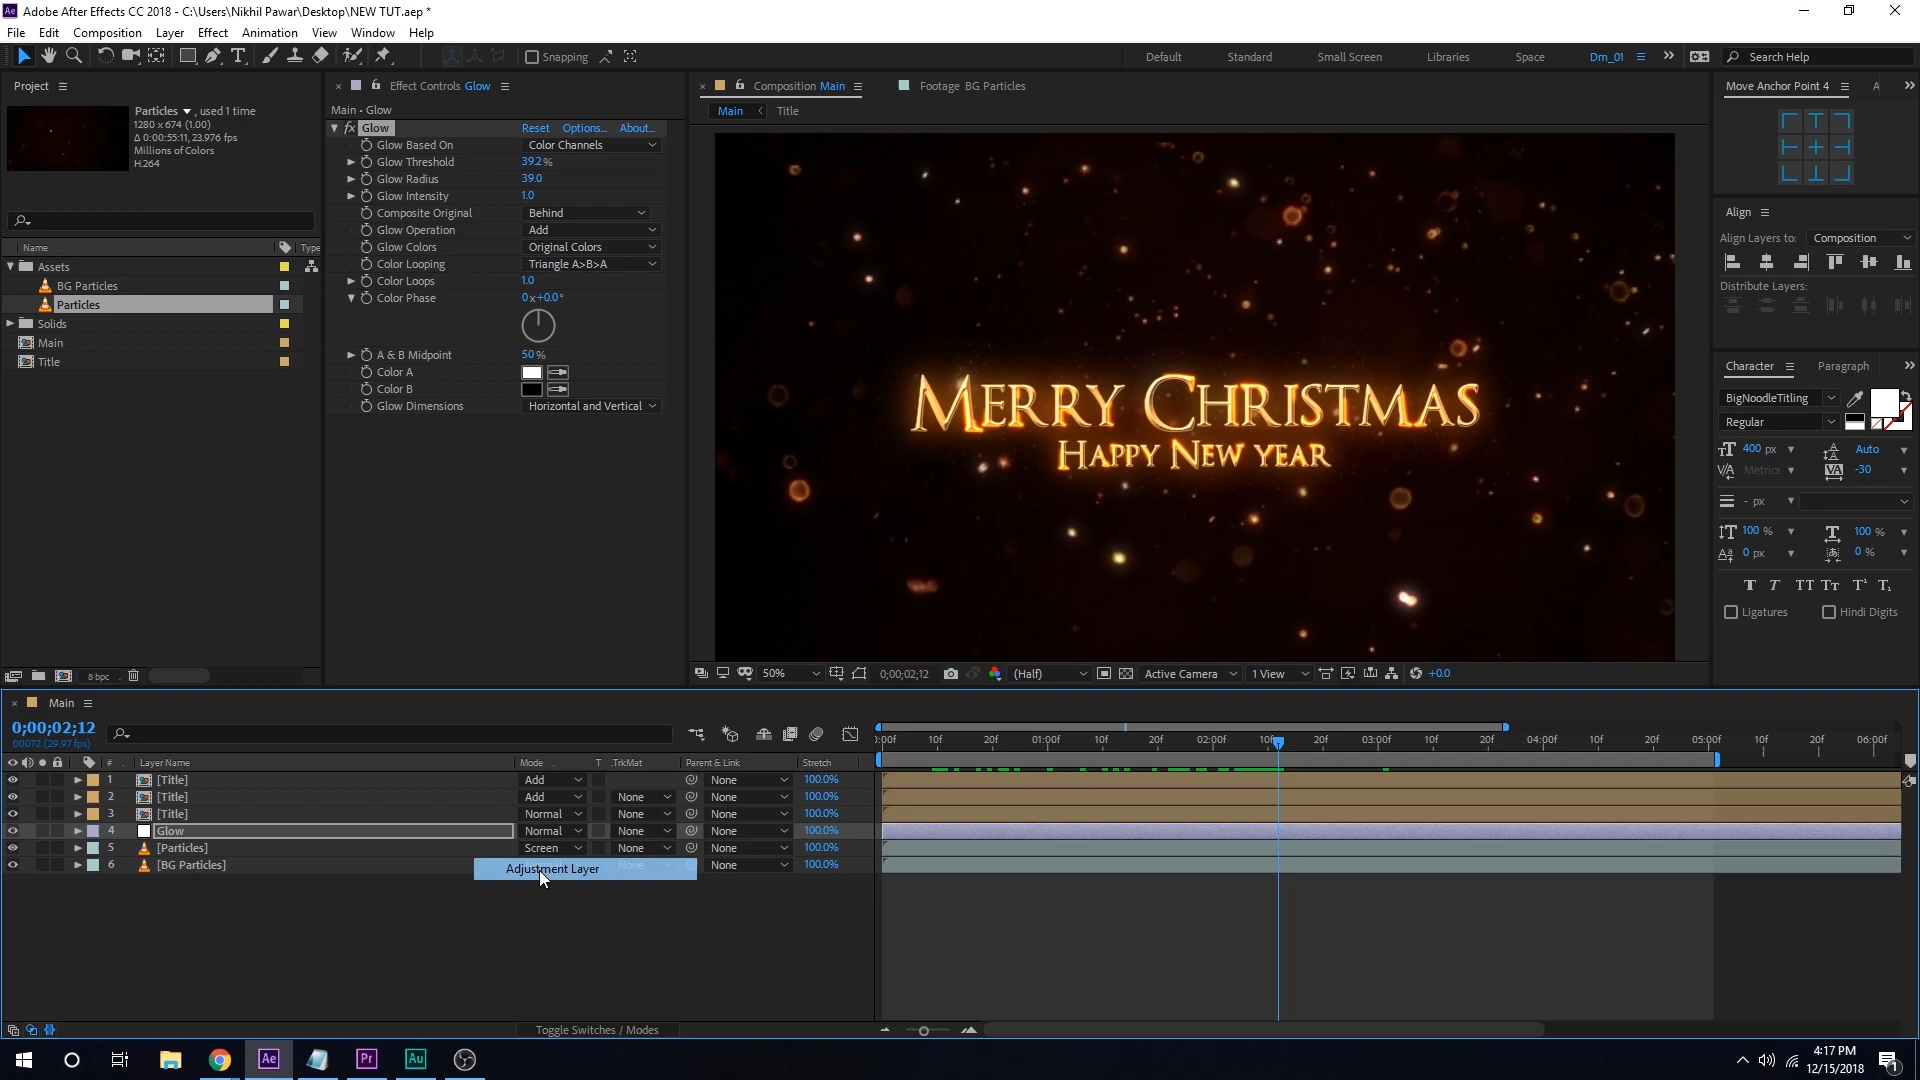 Adobe After Effects CC 2018 - C:\Users\Nikhil Pawar\Desktop\NEW TUT.aep *
File Edit Composition Layer Effect Animation View Window Help
Snapping
Default Standard Small Screen Libraries Space Dm_01 Search Help
Project
Particles , used 1 time
1280 x 674 (1.00)
Δ 0:00:55:11, 23.976 fps
Millions of Colors
H.264
Name Type
Assets
BG Particles
Particles
Solids
Main
Title
8 bpc
Effect Controls Glow
Main • Glow
fx Glow Reset Options... About...
Glow Based On Color Channels
Glow Threshold 39.2%
Glow Radius 39.0
Glow Intensity 1.0
Composite Original Behind
Glow Operation Add
Glow Colors Original Colors
Color Looping Triangle A>B>A
Color Loops 1.0
Color Phase 0x+0.0°
A & B Midpoint 50%
Color A
Color B
Glow Dimensions Horizontal and Vertical
Composition Main Footage BG Particles
Main Title
Merry Christmas
Happy New Year
50% 0;00;02;12 (Half) Active Camera 1 View +0.0
Move Anchor Point 4 A
Align
Align Layers to: Composition
Distribute Layers:
Character Paragraph
BigNoodleTitling
Regular
400 px Auto
Metrics -30
- px
100 % 100 %
0 px 0 %
Ligatures Hindi Digits
Main
0;00;02;12
00072 (29.97 fps)
# Layer Name Mode T .TrkMat Parent & Link Stretch
1 [Title] Add None 100.0%
2 [Title] Add None None 100.0%
3 [Title] Normal None None 100.0%
4 Glow Normal None None 100.0%
5 [Particles] Screen None None 100.0%
6 [BG Particles] None None 100.0%
Adjustment Layer
0:00f 10f 20f 01:00f 10f 20f 02:00f 10f 20f 03:00f 10f 20f 04:00f 10f 20f 05:00f 10f 20f 06:00f
Toggle Switches / Modes
Ae Pr Au
4:17 PM
12/15/2018
1